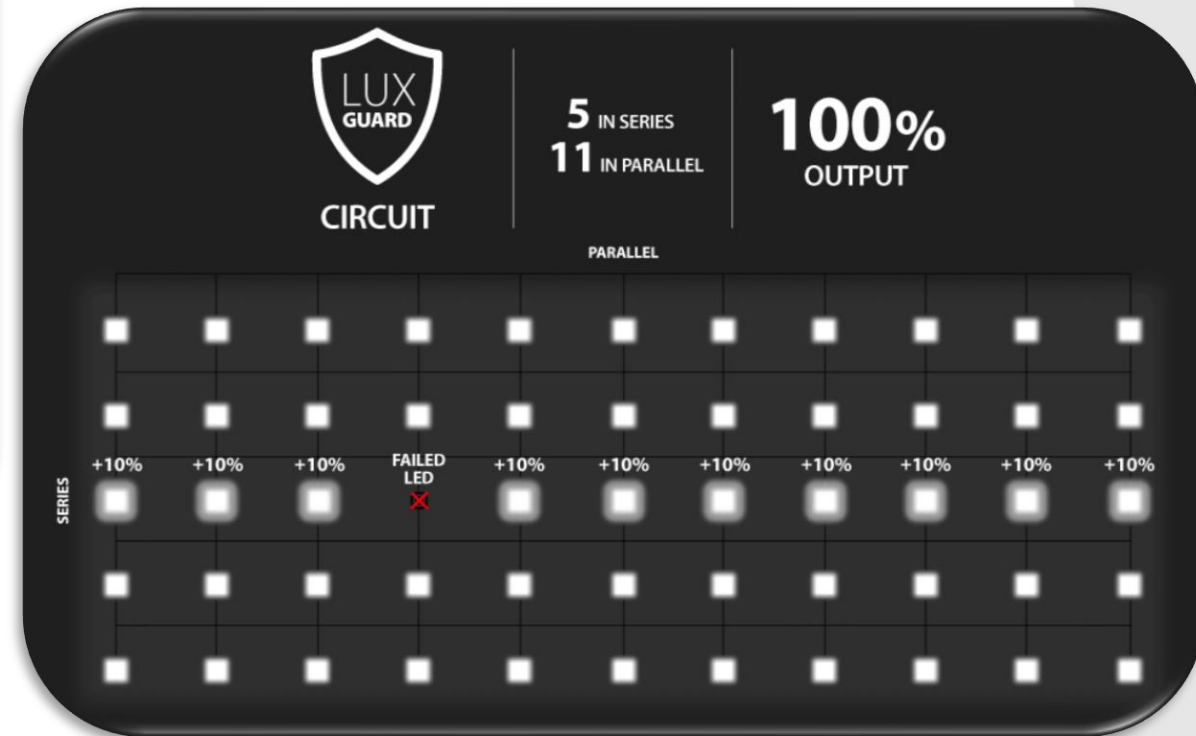 LUX
GUARD
CIRCUIT
5 IN SERIES
11 IN PARALLEL
100%
OUTPUT
PARALLEL
SERIES
+10% +10% +10% FAILED LED +10% +10% +10% +10% +10% +10% +10%